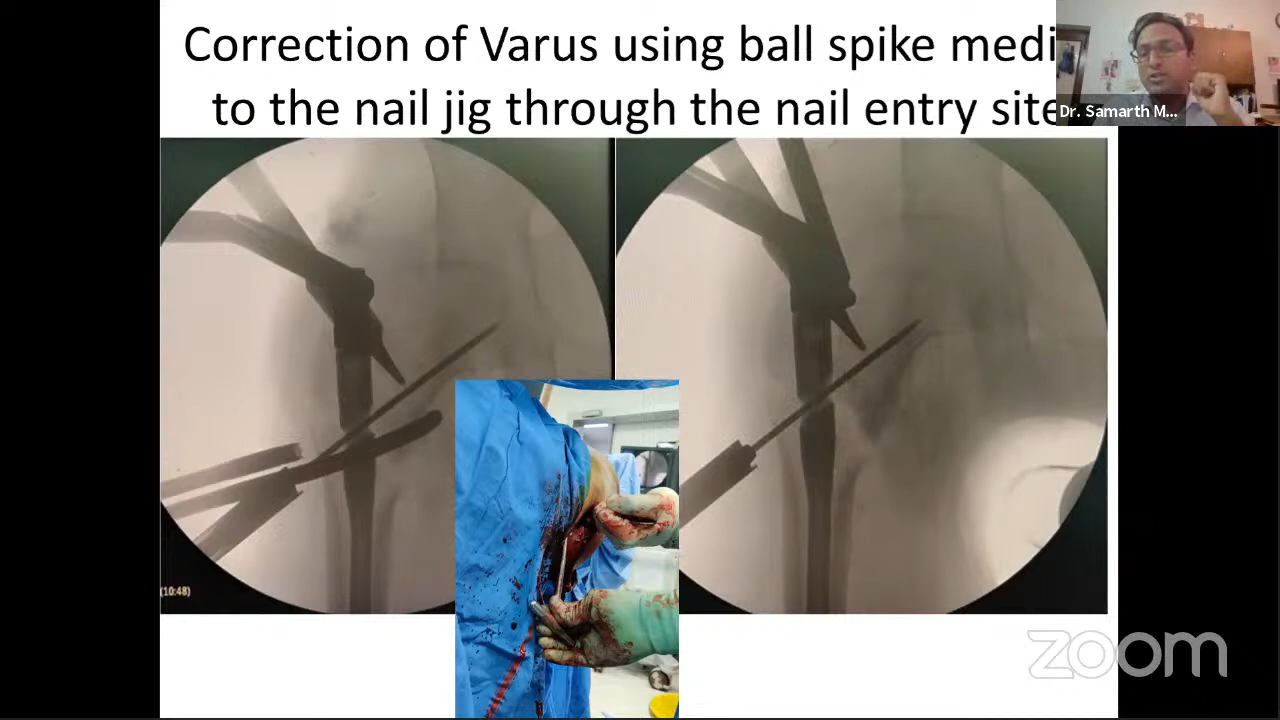 Correction of Varus using ball spike medi
to the nail jig through the nail entry site
Dr. Samarth M...
(10:48)
zoom